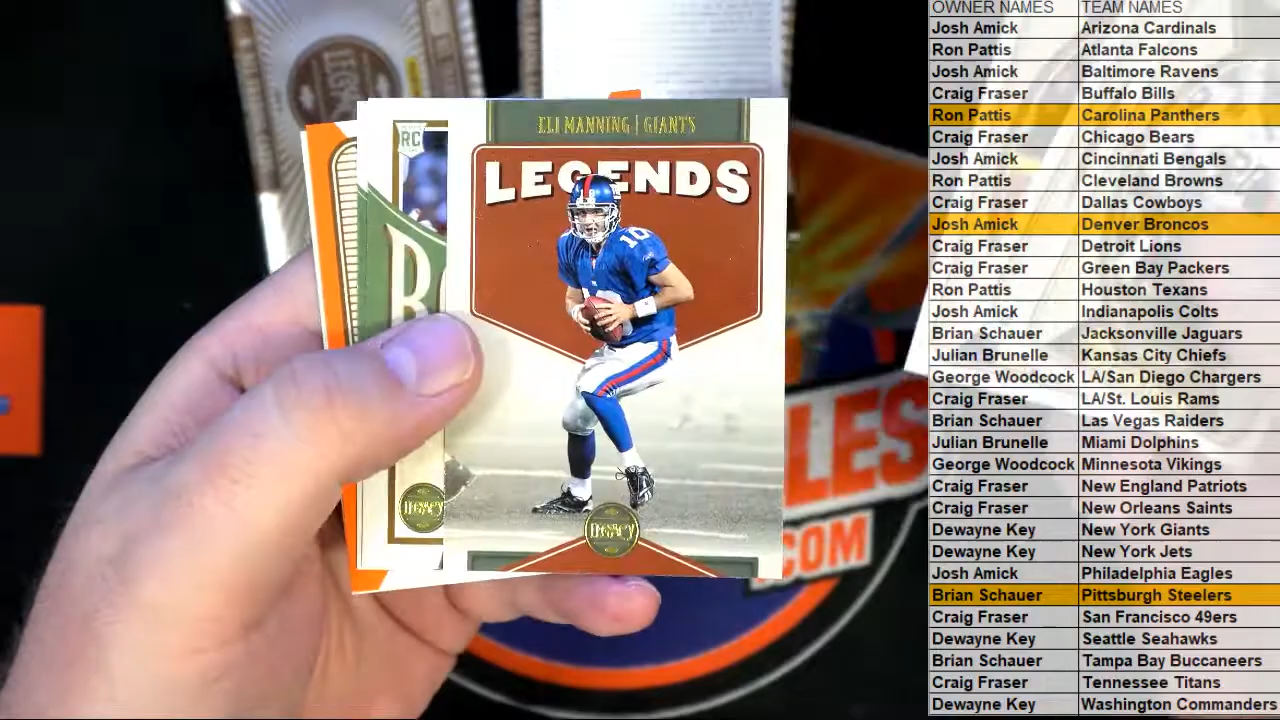 ELI MANNING | GIANTS
LEGENDS
RC
LEGACY
LEGACY
LES
.COM
OWNER NAMES TEAM NAMES
Josh Amick Arizona Cardinals
Ron Pattis Atlanta Falcons
Josh Amick Baltimore Ravens
Craig Fraser Buffalo Bills
Ron Pattis Carolina Panthers
Craig Fraser Chicago Bears
Josh Amick Cincinnati Bengals
Ron Pattis Cleveland Browns
Craig Fraser Dallas Cowboys
Josh Amick Denver Broncos
Craig Fraser Detroit Lions
Craig Fraser Green Bay Packers
Ron Pattis Houston Texans
Josh Amick Indianapolis Colts
Brian Schauer Jacksonville Jaguars
Julian Brunelle Kansas City Chiefs
George Woodcock LA/San Diego Chargers
Craig Fraser LA/St. Louis Rams
Brian Schauer Las Vegas Raiders
Julian Brunelle Miami Dolphins
George Woodcock Minnesota Vikings
Craig Fraser New England Patriots
Craig Fraser New Orleans Saints
Dewayne Key New York Giants
Dewayne Key New York Jets
Josh Amick Philadelphia Eagles
Brian Schauer Pittsburgh Steelers
Craig Fraser San Francisco 49ers
Dewayne Key Seattle Seahawks
Brian Schauer Tampa Bay Buccaneers
Craig Fraser Tennessee Titans
Dewayne Key Washington Commanders